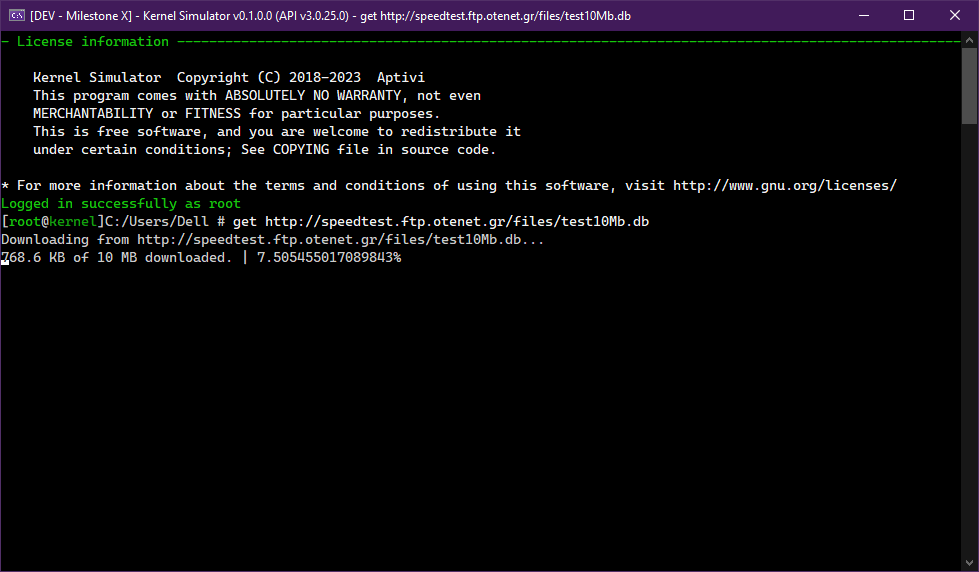 [DEV - Milestone X] - Kernel Simulator v0.1.0.0 (API v3.0.25.0) - get http://speedtest.ftp.otenet.gr/files/test10Mb.db
- License information
Kernel Simulator  Copyright (C) 2018-2023  Aptivi
This program comes with ABSOLUTELY NO WARRANTY, not even
MERCHANTABILITY or FITNESS for particular purposes.
This is free software, and you are welcome to redistribute it
under certain conditions; See COPYING file in source code.
* For more information about the terms and conditions of using this software, visit http://www.gnu.org/licenses/
Logged in successfully as root
[root@kernel]C:/Users/Dell # get http://speedtest.ftp.otenet.gr/files/test10Mb.db
Downloading from http://speedtest.ftp.otenet.gr/files/test10Mb.db...
768.6 KB of 10 MB downloaded. | 7.505455017089843%